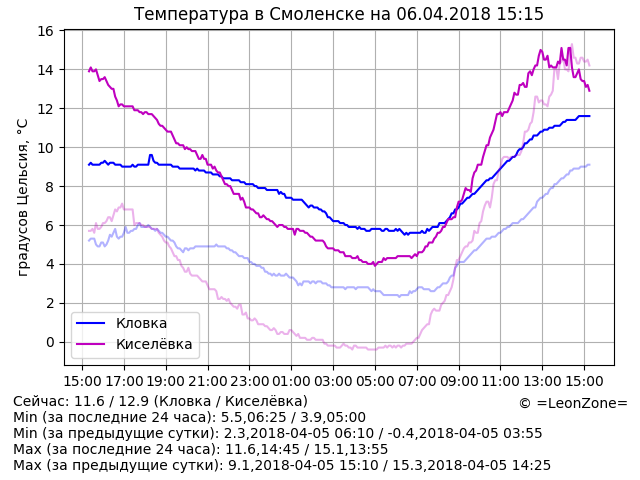 Температура в Смоленске на 06.04.2018 15:15
градусов Цельсия, °C
16
14
12
10
8
6
4
2
0
Кловка
Киселёвка
15:00 17:00 19:00 21:00 23:00 01:00 03:00 05:00 07:00 09:00 11:00 13:00 15:00
Сейчас: 11.6 / 12.9 (Кловка / Киселёвка)
© =LeonZone=
Min (за последние 24 часа): 5.5,06:25 / 3.9,05:00
Min (за предыдущие сутки): 2.3,2018-04-05 06:10 / -0.4,2018-04-05 03:55
Max (за последние 24 часа): 11.6,14:45 / 15.1,13:55
Max (за предыдущие сутки): 9.1,2018-04-05 15:10 / 15.3,2018-04-05 14:25